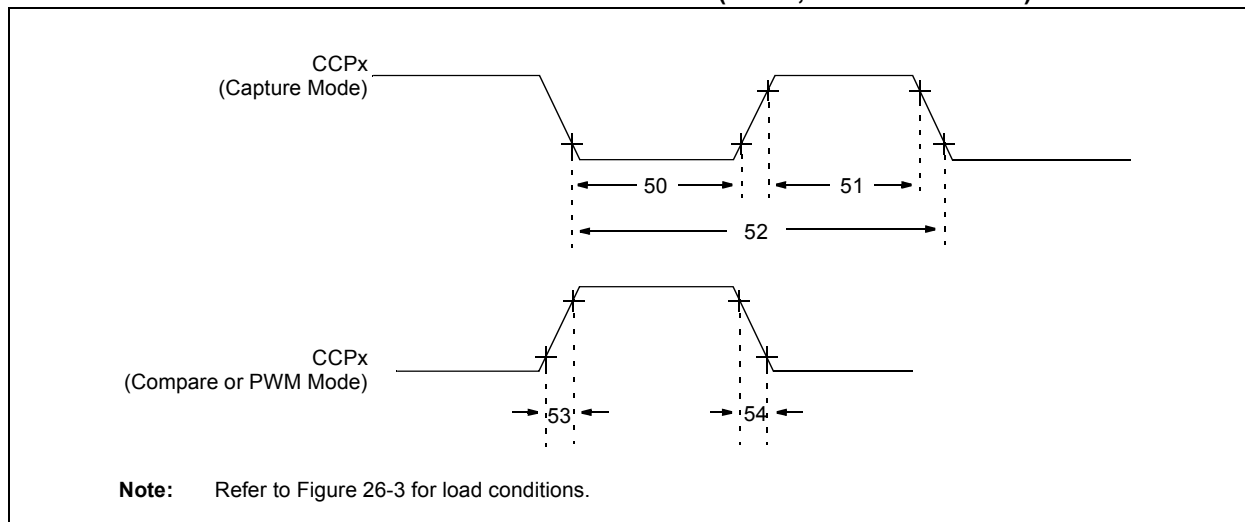 CCPx
(Capture Mode)
50
51
52
CCPx
(Compare or PWM Mode)
53
54
Note: Refer to Figure 26-3 for load conditions.